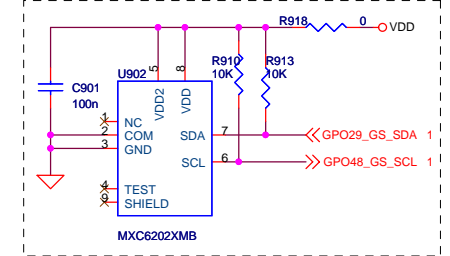 R918 0
VDD
C901
100n
U902
R910
10K
R913
10K
5
8
VDD2
VDD
1
NC
2
COM
3
GND
4
TEST
9
SHIELD
SDA
7
SCL
6
GPO29_GS_SDA 1
GPO48_GS_SCL 1
MXC6202XMB